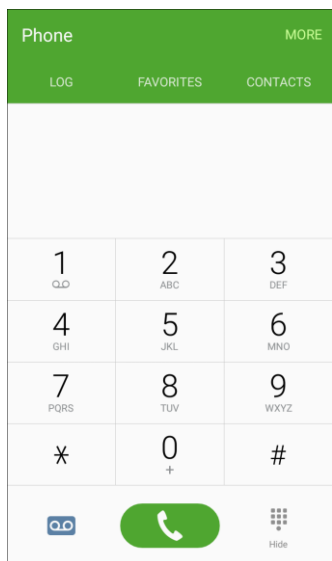 Phone MORE
LOG FAVORITES CONTACTS
1 2 3
ABC DEF
4 5 6
GHI JKL MNO
7 8 9
PQRS TUV WXYZ
* 0 #
+
Hide